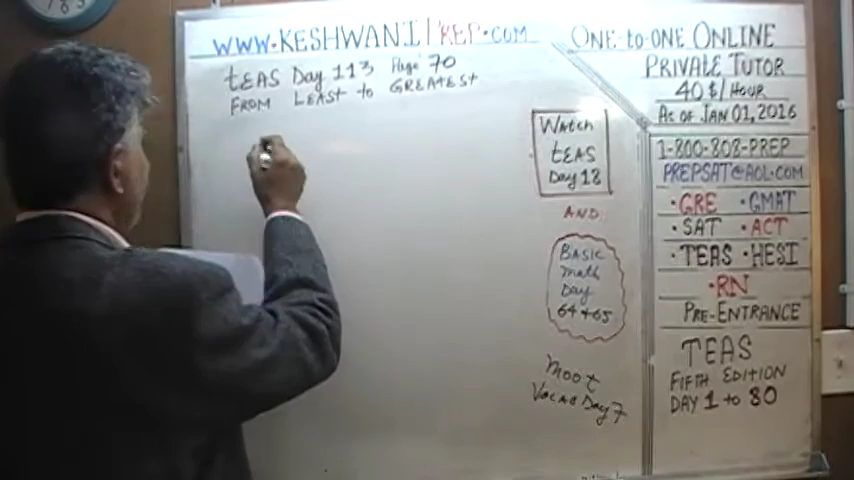 WWW.KESHWANIPREP.COM
TEAS Day 113 Page 70
FROM LEAST to GREATEST
Watch
TEAS
Day 18
AND
BASIC
Math
Day
64+65
MOOT
VOCAB DAY 7
ONE-TO-ONE ONLINE
PRIVATE TUTOR
40$/HOUR
AS OF JAN 01, 2016
1-800-808-PREP
PREPSAT@AOL.COM
•GRE •GMAT
•SAT •ACT
•TEAS •HESI
•RN
PRE-ENTRANCE
TEAS
FIFTH EDITION
DAY 1 to 80